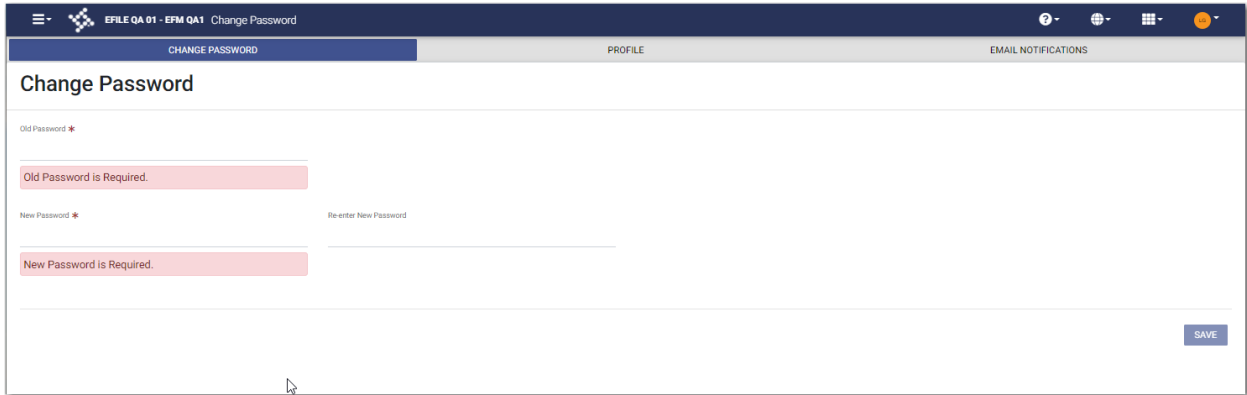 EFILE QA 01 - EFM QA1 Change Password
LG
CHANGE PASSWORD PROFILE EMAIL NOTIFICATIONS
Change Password
Old Password *
Old Password is Required.
New Password * Re-enter New Password
New Password is Required.
SAVE